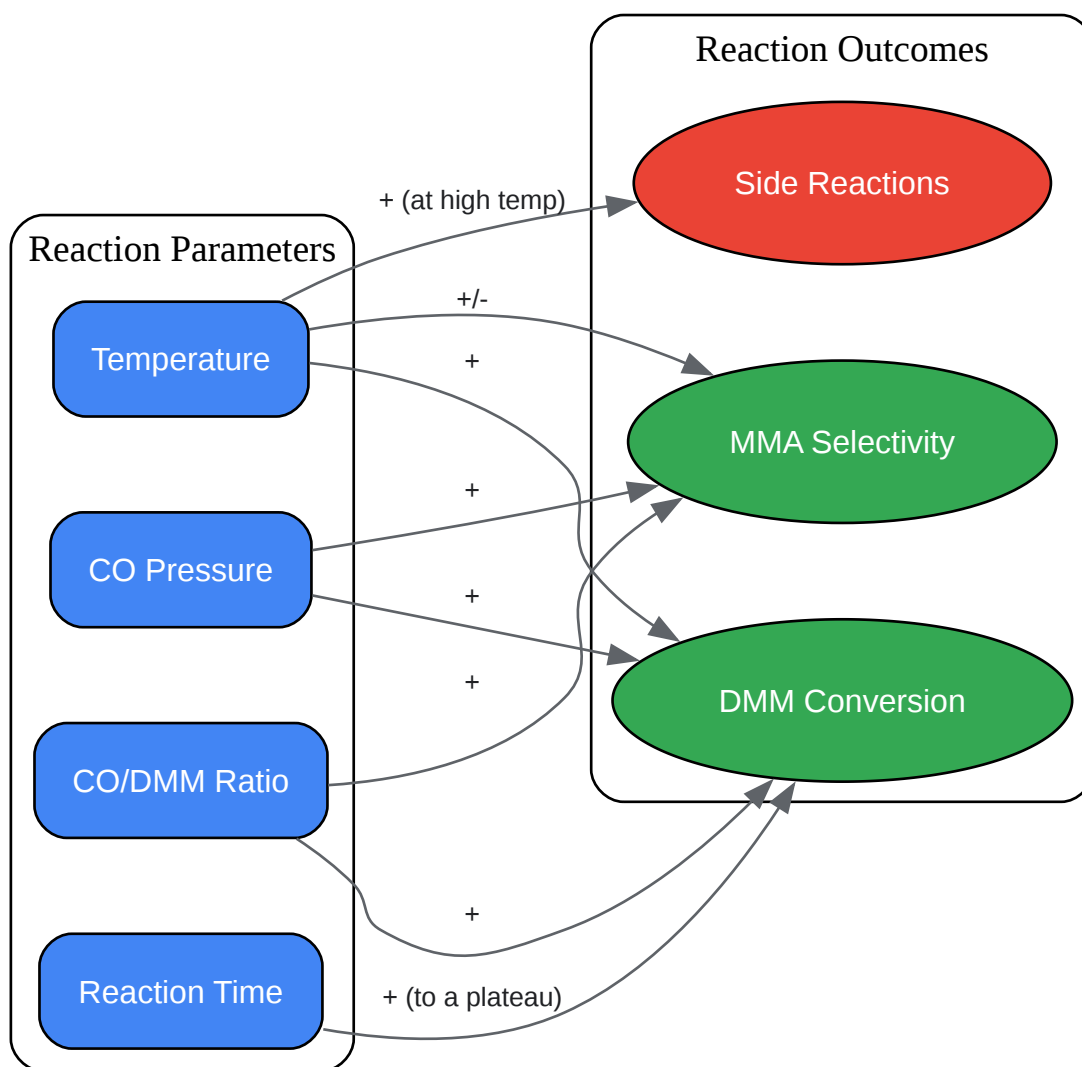 Reaction Outcomes
Side Reactions
+ (at high temp)
Reaction Parameters
+/-
Temperature
+
MMA Selectivity
+
CO Pressure
+
+
DMM Conversion
CO/DMM Ratio
+
Reaction Time
+ (to a plateau)